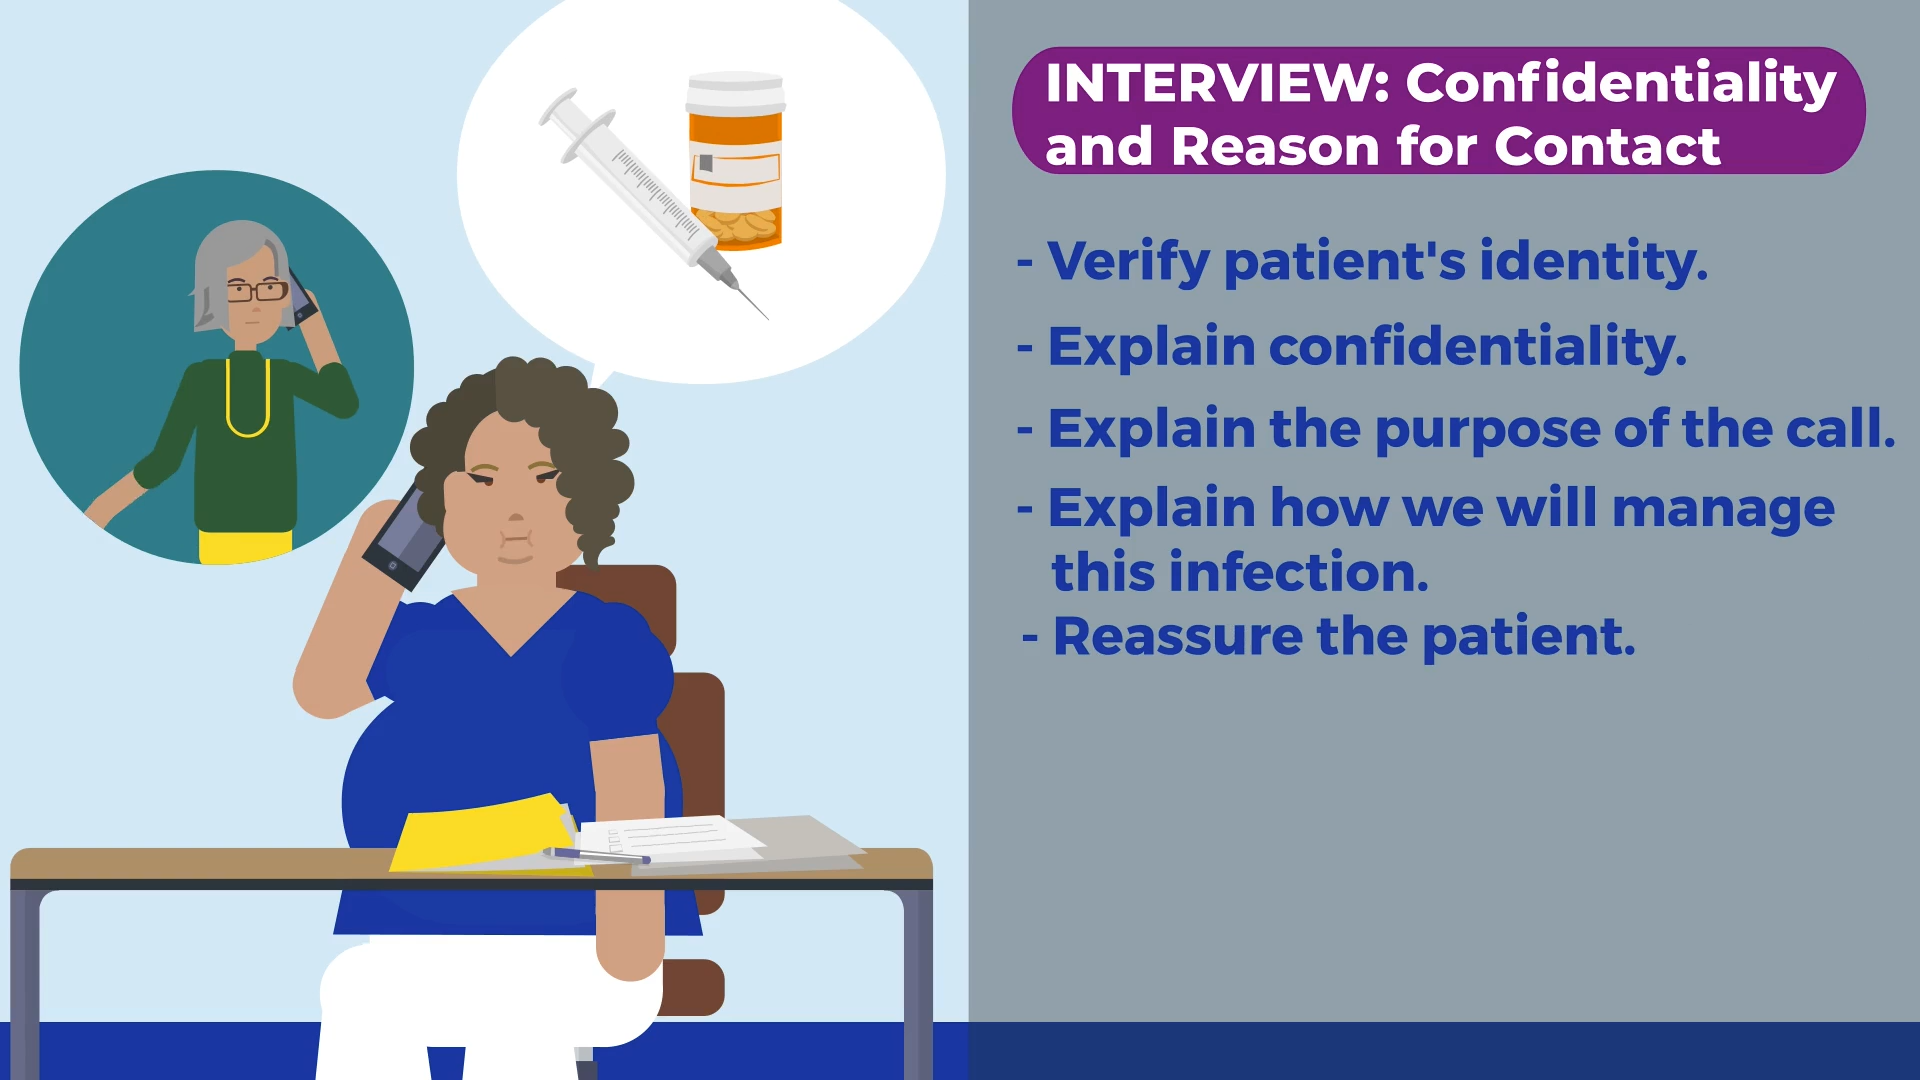 INTERVIEW: Confidentiality
and Reason for Contact
- Verify patient's identity.
- Explain confidentiality.
- Explain the purpose of the call.
- Explain how we will manage
this infection.
- Reassure the patient.